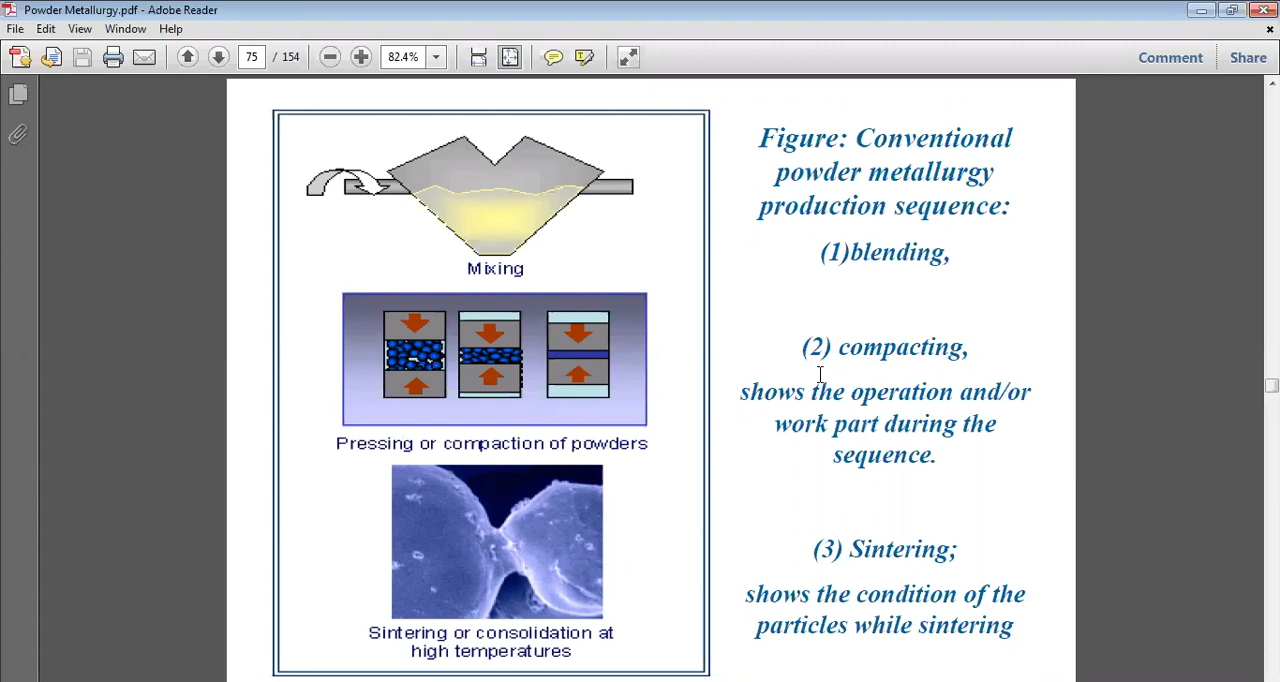 Powder Metallurgy.pdf - Adobe Reader
File Edit View Window Help
75 / 154 82.4% Comment Share
Mixing
Pressing or compaction of powders
Sintering or consolidation at
high temperatures
Figure: Conventional
powder metallurgy
production sequence:
(1)blending,
(2) compacting,
shows the operation and/or
work part during the
sequence.
(3) Sintering;
shows the condition of the
particles while sintering